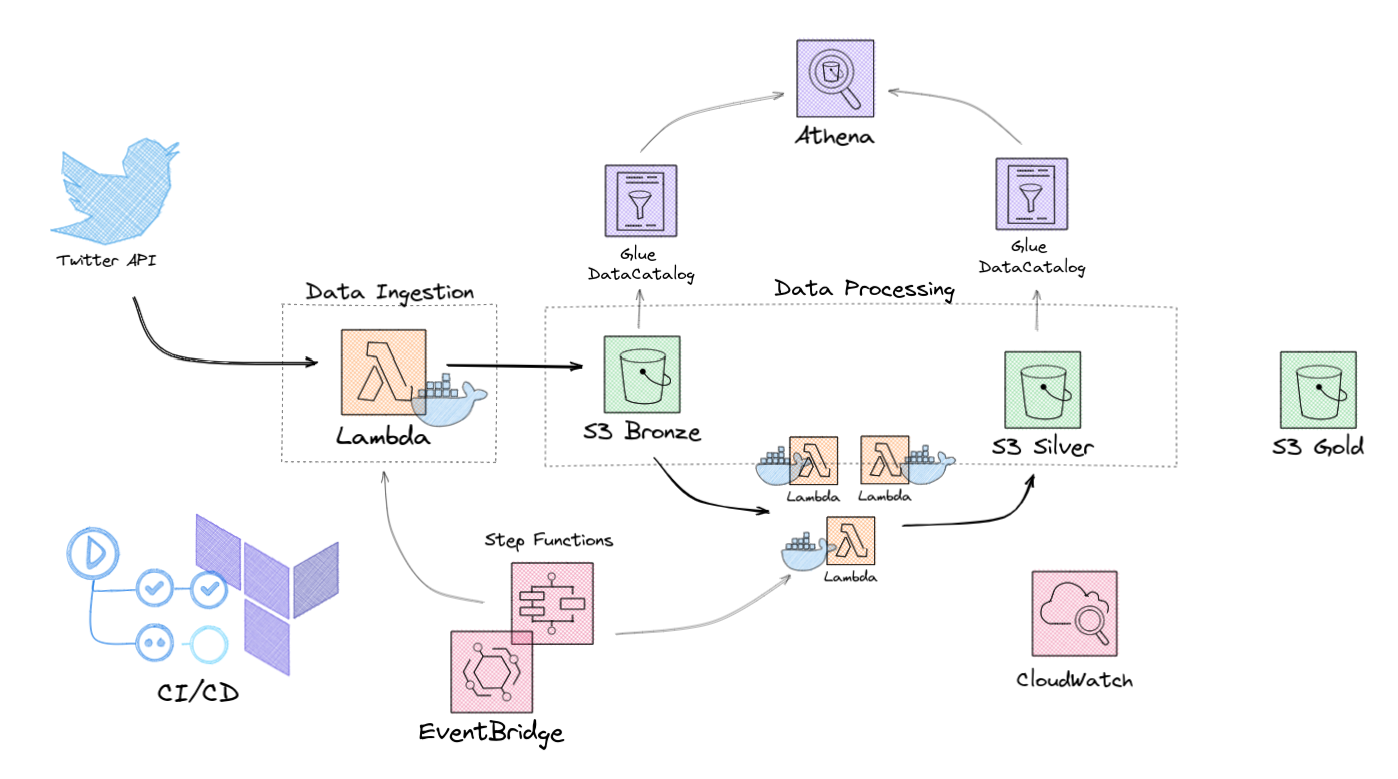 Athena
Twitter API
Glue
DataCatalog
Glue
DataCatalog
Data Ingestion
Data Processing
Lambda
S3 Bronze
S3 Silver
S3 Gold
Lambda
Lambda
Lambda
Step Functions
CI/CD
EventBridge
CloudWatch